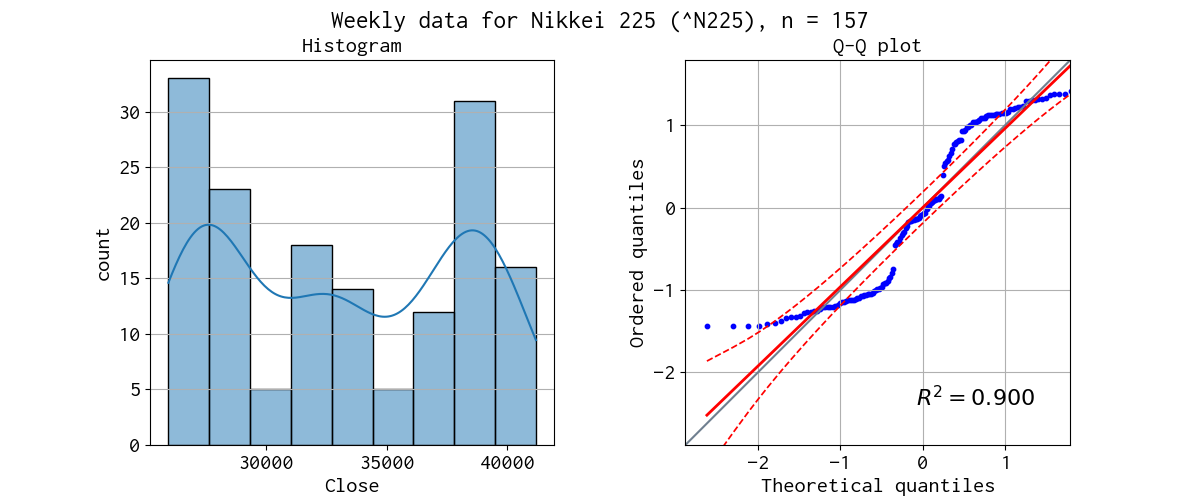 Weekly data for Nikkei 225 (^N225), n = 157
Histogram
count
30
25
20
15
10
5
0
30000 35000 40000
Close
Q-Q plot
Ordered quantiles
1
0
−1
−2
R² = 0.900
−2 −1 0 1
Theoretical quantiles